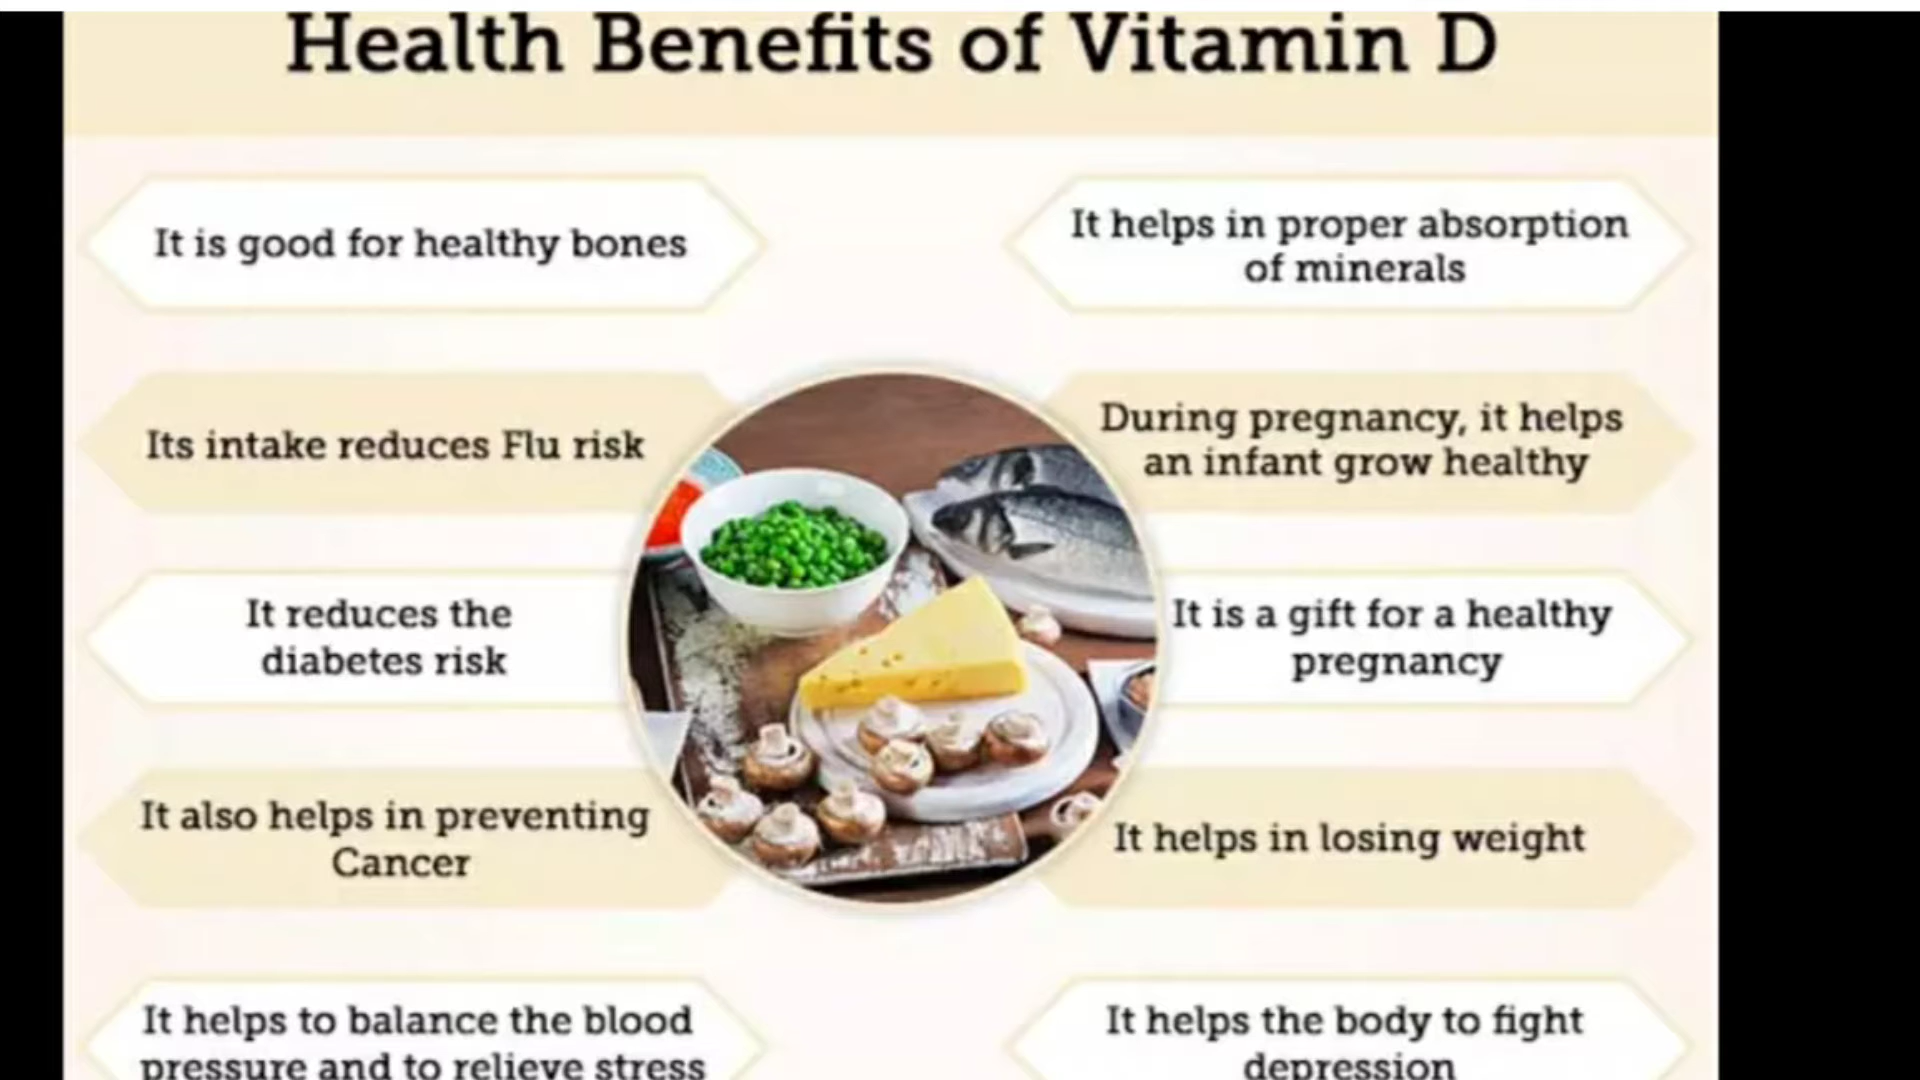 Health Benefits of Vitamin D
It is good for healthy bones
It helps in proper absorption
of minerals
Its intake reduces Flu risk
During pregnancy, it helps
an infant grow healthy
It reduces the
diabetes risk
It is a gift for a healthy
pregnancy
It also helps in preventing
Cancer
It helps in losing weight
It helps to balance the blood
pressure and to relieve stress
It helps the body to fight
depression